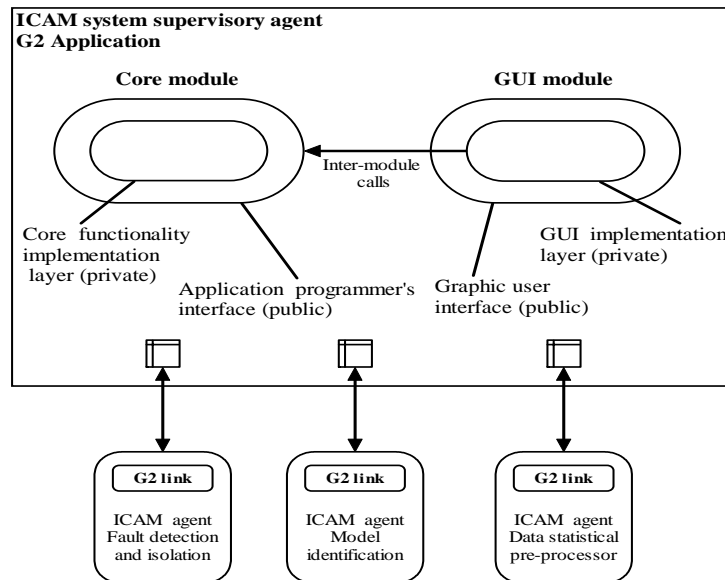 ICAM system supervisory agent
G2 Application
Core module
GUI module
Inter-module
calls
Core functionality
implementation
layer (private)
GUI implementation
layer (private)
Application programmer's
interface (public)
Graphic user
interface (public)
G2 link
ICAM agent
Fault detection
and isolation
G2 link
ICAM agent
Model
identification
G2 link
ICAM agent
Data statistical
pre-processor